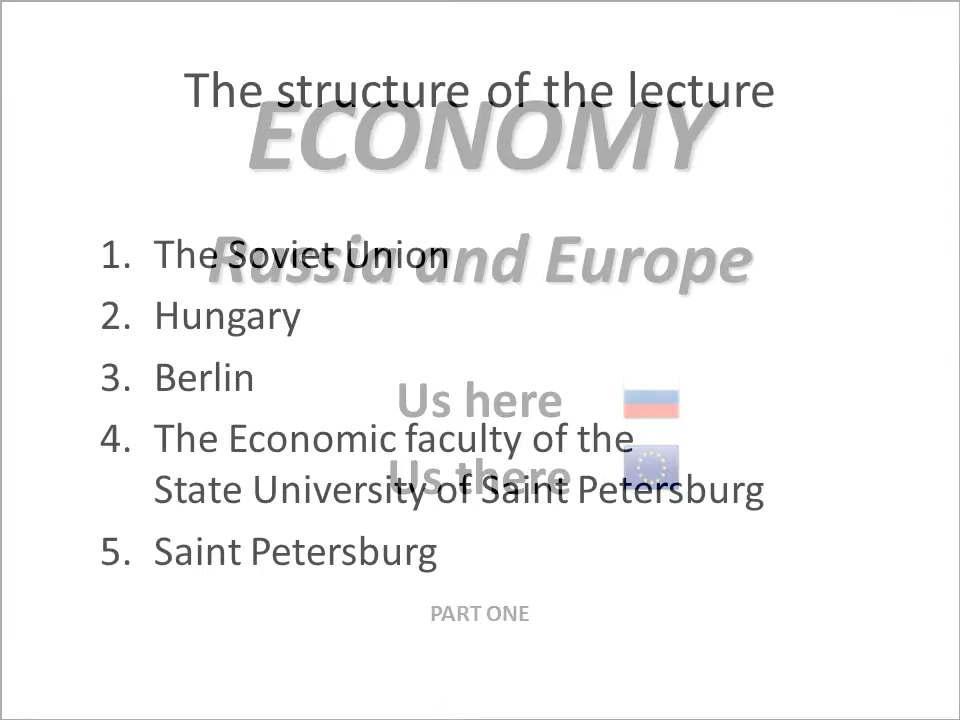 The structure of the lecture
ECONOMY
Russia and Europe
1. The Soviet Union
2. Hungary
3. Berlin
Us here
4. The Economic faculty of the
State University of Saint Petersburg
Us there
5. Saint Petersburg
PART ONE